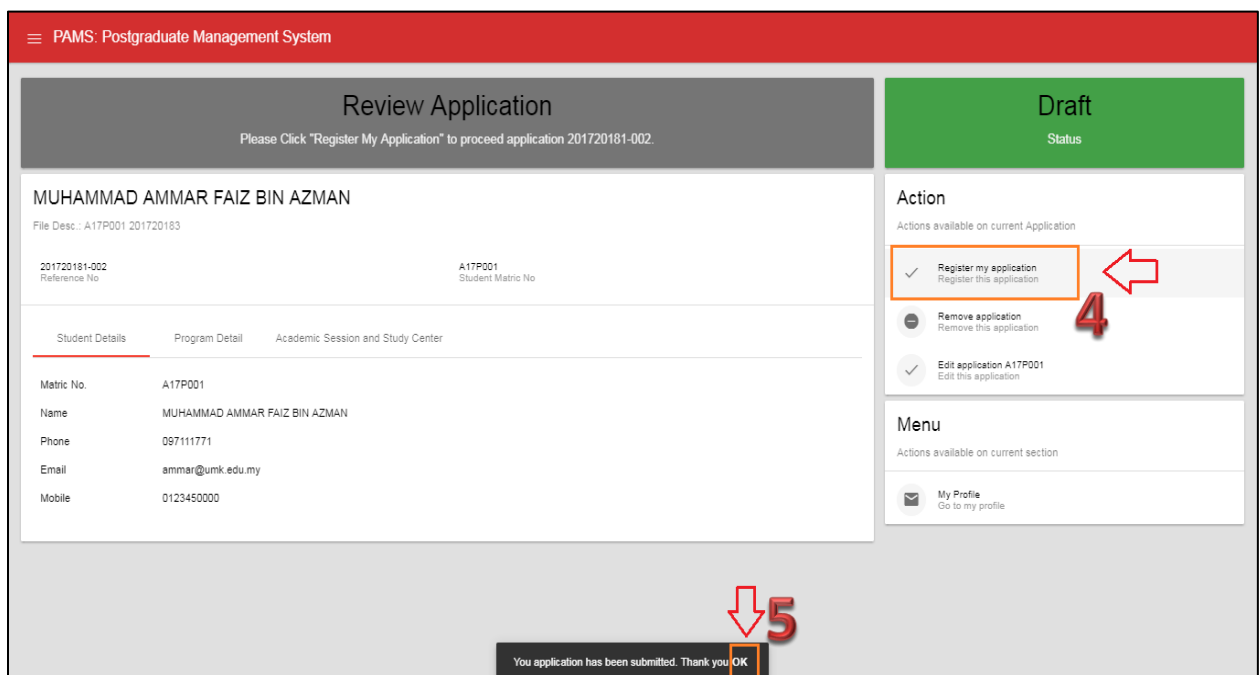 PAMS: Postgraduate Management System
Review Application
Please Click "Register My Application" to proceed application 201720181-002.
Draft
Status
MUHAMMAD AMMAR FAIZ BIN AZMAN
File Desc.: A17P001 201720183
201720181-002
Reference No
A17P001
Student Matric No
Student Details
Program Detail
Academic Session and Study Center
Matric No. A17P001
Name MUHAMMAD AMMAR FAIZ BIN AZMAN
Phone 097111771
Email ammar@umk.edu.my
Mobile 0123450000
Action
Actions available on current Application
Register my application
Register this application
4
Remove application
Remove this application
Edit application A17P001
Edit this application
Menu
Actions available on current section
My Profile
Go to my profile
5
You application has been submitted. Thank you OK